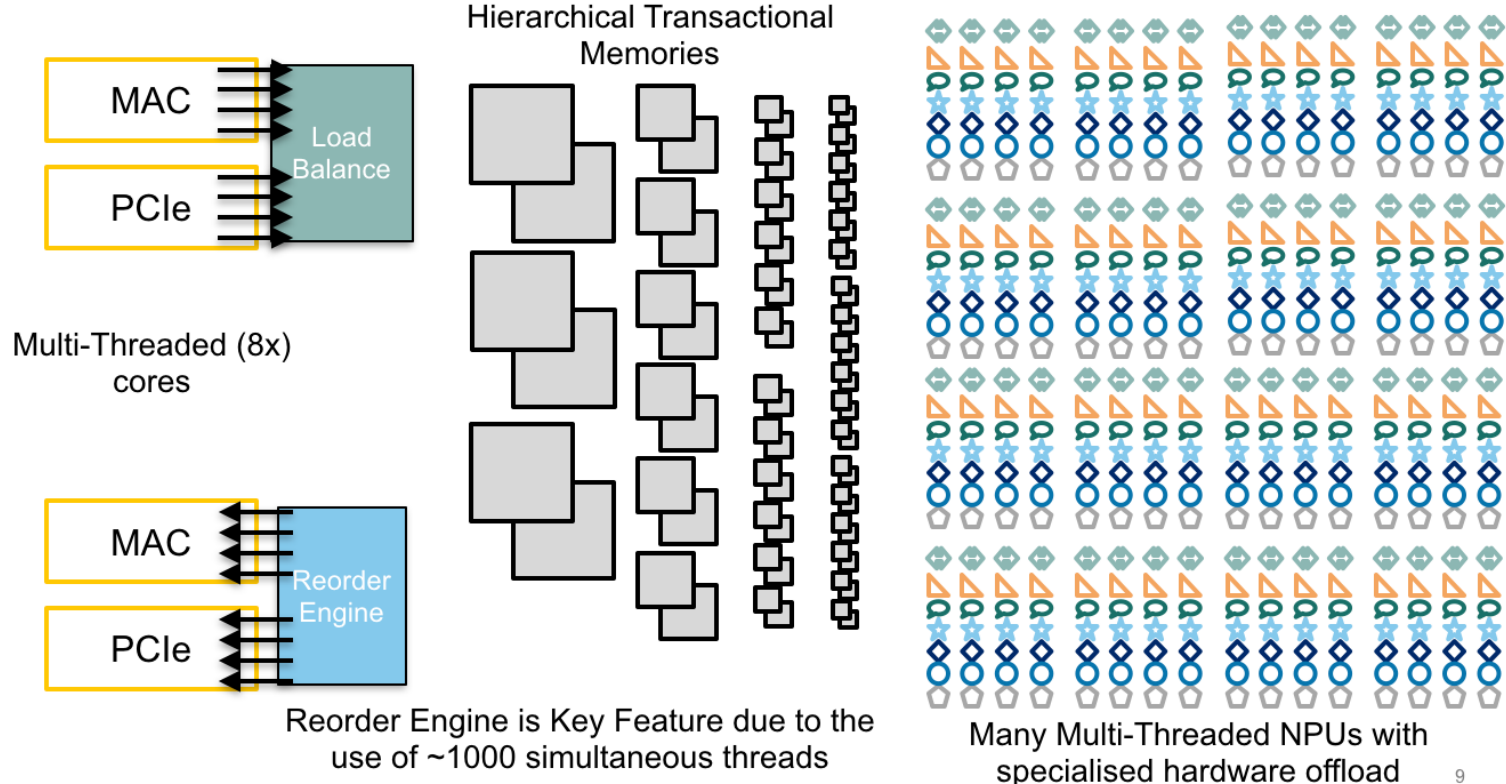 Hierarchical Transactional
Memories
MAC
PCIe
Load
Balance
Multi-Threaded (8x)
cores
MAC
PCIe
Reorder
Engine
Reorder Engine is Key Feature due to the
use of ~1000 simultaneous threads
Many Multi-Threaded NPUs with
specialised hardware offload
9